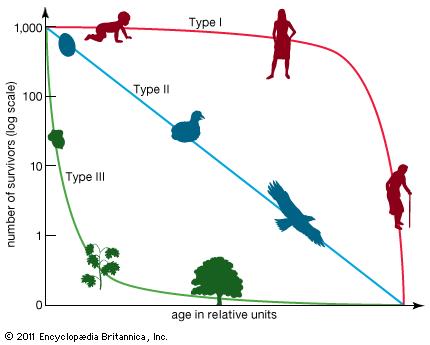 Type I
1,000
Type II
100
10
Type III
1
0
number of survivors (log scale)
age in relative units
© 2011 Encyclopædia Britannica, Inc.